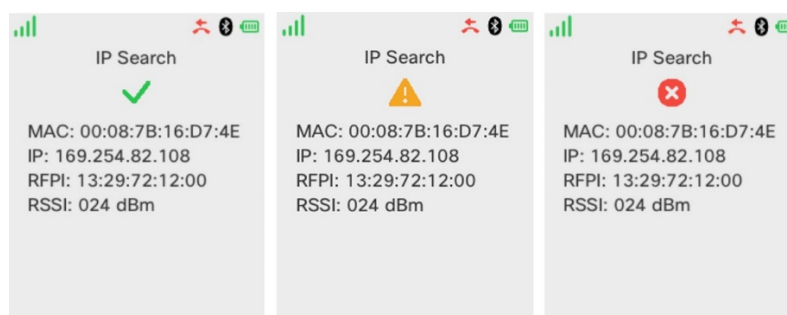 IP Search
MAC: 00:08:7B:16:D7:4E
IP: 169.254.82.108
RFPI: 13:29:72:12:00
RSSI: 024 dBm
IP Search
MAC: 00:08:7B:16:D7:4E
IP: 169.254.82.108
RFPI: 13:29:72:12:00
RSSI: 024 dBm
IP Search
MAC: 00:08:7B:16:D7:4E
IP: 169.254.82.108
RFPI: 13:29:72:12:00
RSSI: 024 dBm